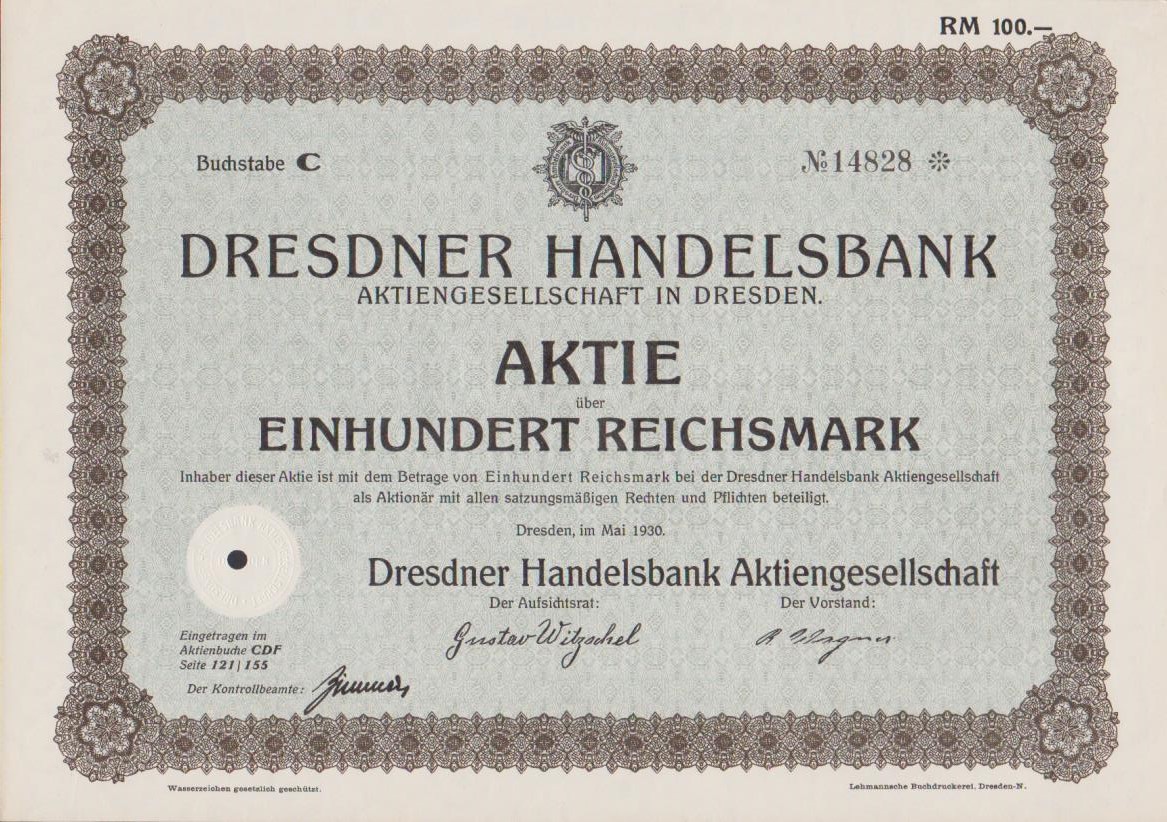 RM 100.—
Buchstabe C
№ 14828 ❊
DRESDNER HANDELSBANK
AKTIENGESELLSCHAFT IN DRESDEN.
AKTIE
über
EINHUNDERT REICHSMARK
Inhaber dieser Aktie ist mit dem Betrage von Einhundert Reichsmark bei der Dresdner Handelsbank Aktiengesellschaft
als Aktionär mit allen satzungsmäßigen Rechten und Pflichten beteiligt.
Dresden, im Mai 1930.
Dresdner Handelsbank Aktiengesellschaft
Der Aufsichtsrat:
Der Vorstand:
Gustav Witzschel
Wagner
Eingetragen im
Aktienbuche CDF
Seite 121 | 155
Der Kontrollbeamte:
Wasserzeichen gesetzlich geschützt.
Lehmannsche Buchdruckerei, Dresden-N.